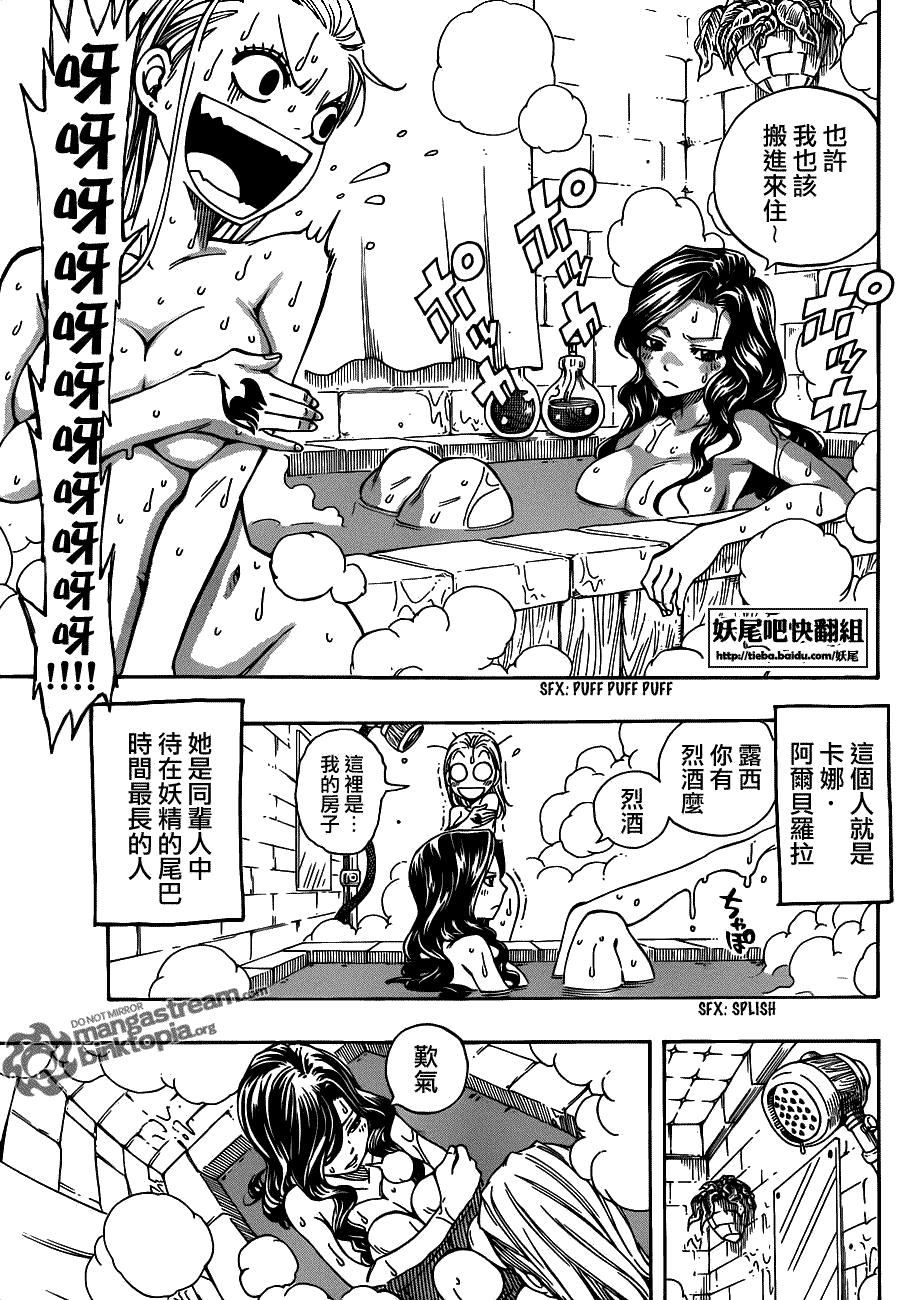 也許
我也該
搬進來住~
ポッカ
ポッカ
ポッカ
呀呀呀呀呀呀呀呀呀呀!!!!
妖尾吧快翻組
http://tieba.baidu.com/妖尾
SFX: PUFF PUFF PUFF
這個人就是
卡娜·
阿爾貝羅拉
露西
你有
烈酒麼
烈酒
這裡是…
我的房子
她是同輩人中
待在妖精的尾巴
時間最長的人
ちゃぽ
SFX: SPLISH
DO NOT MIRROR
mangastream.com
binktopia.org
歎氣